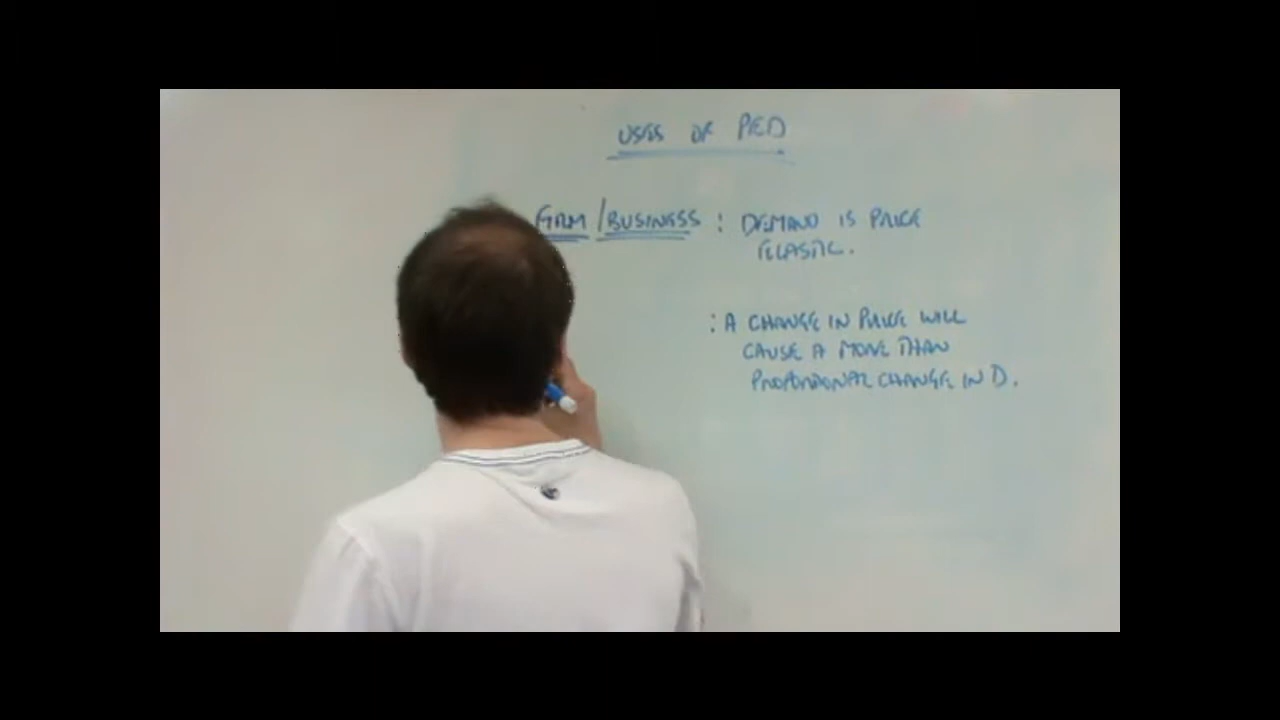 USES OF PED
FIRM/BUSINESS : DEMAND IS PRICE
ELASTIC.
: A CHANGE IN PRICE WILL
CAUSE A MORE THAN
PROPORTIONAL CHANGE IN D.